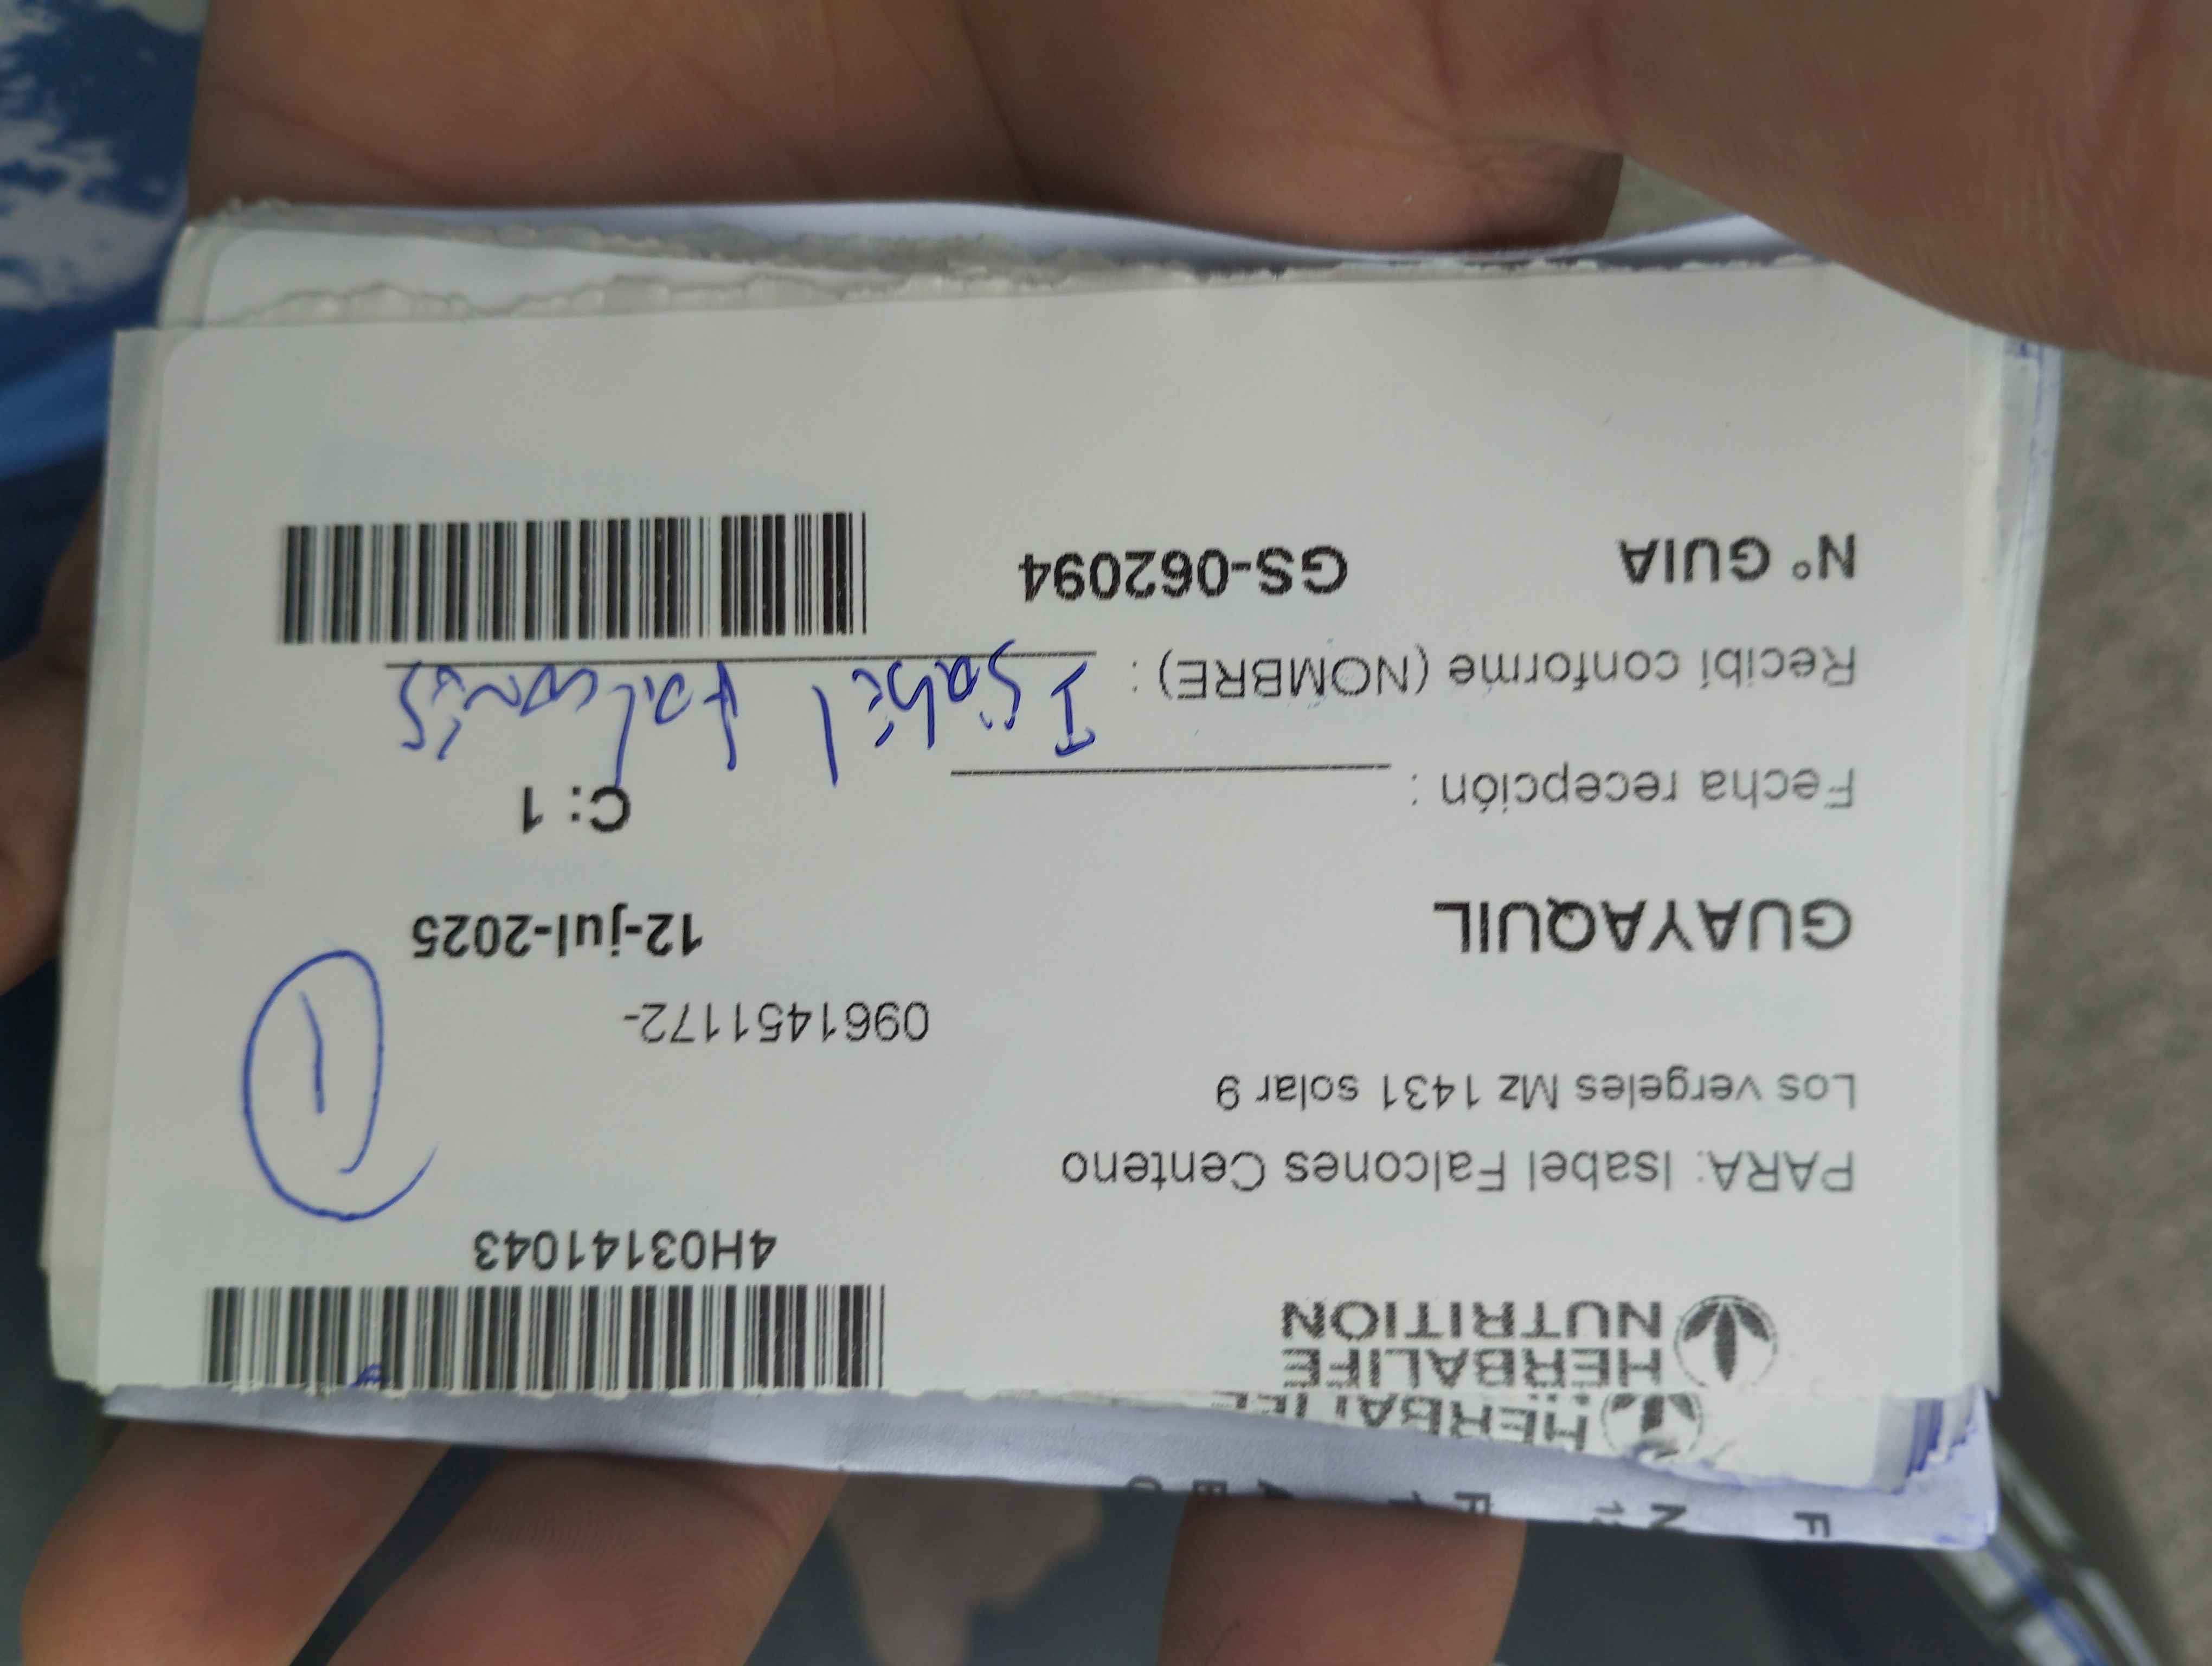 HERBALIFE
NUTRITION
4H03141043
PARA: Isabel Falcones Centeno
Los vergeles Mz 1431 solar 9
0961451172-
1
GUAYAQUIL
12-jul-2025
Fecha recepción :
C: 1
Recibí conforme (NOMBRE) : Isabel Falcones
N° GUIA
GS-062094